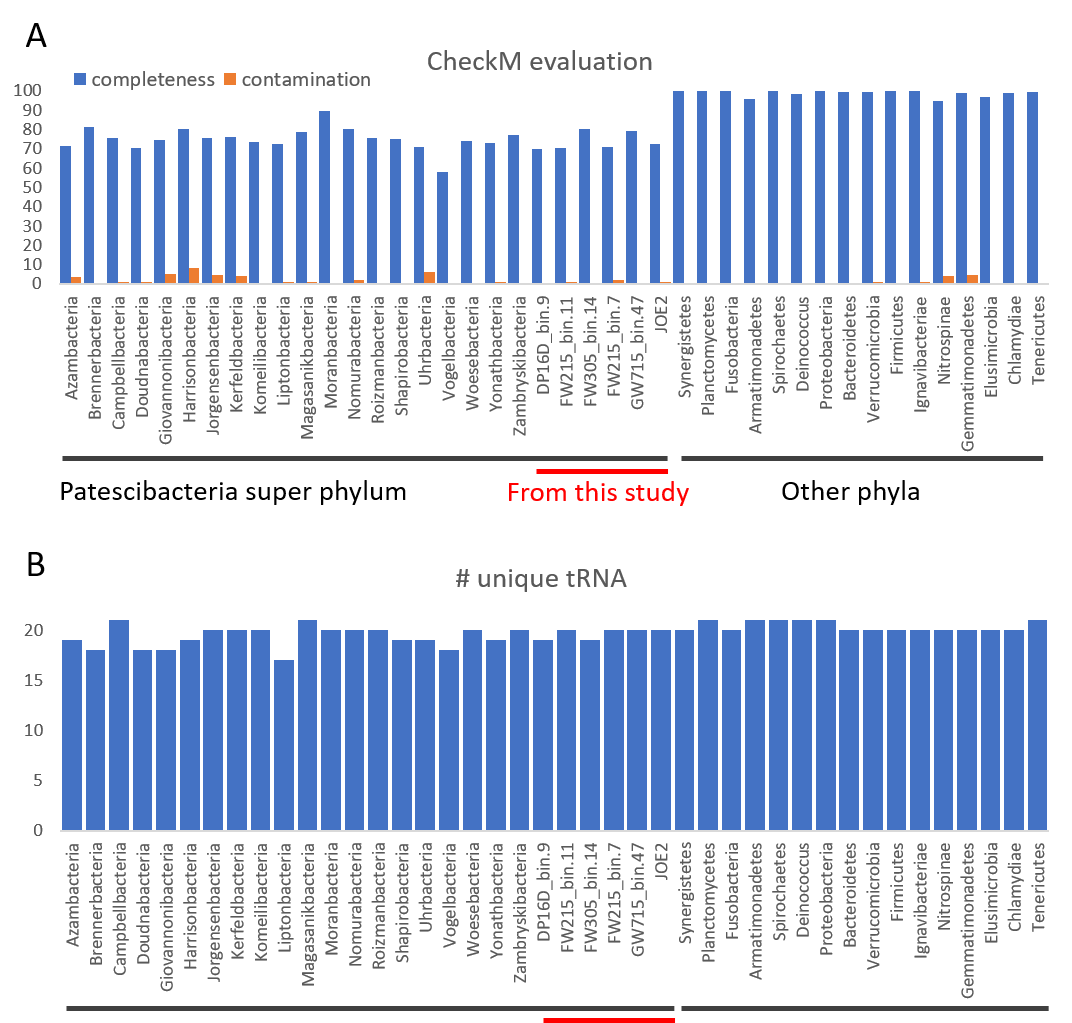 A
CheckM evaluation
completeness contamination
100
90
80
70
60
50
40
30
20
10
0
Azambacteria
Brennerbacteria
Campbellbacteria
Doudnabacteria
Giovannonibacteria
Harrisonbacteria
Jorgensenbacteria
Kerfeldbacteria
Komeilibacteria
Liptonbacteria
Magasanikbacteria
Moranbacteria
Nonurabacteria
Roizmanbacteria
Shapirobacteria
Uhrbacteria
Vogelbacteria
Woesebacteria
Yonathbacteria
Zambryskibacteria
DP16D_bin.9
FW215_bin.11
FW305_bin.14
FW215_bin.7
GW715_bin.47
JOE2
Synergistetes
Planctomycetes
Fusobacteria
Armatimonadetes
Spirochaetes
Deinococcus
Proteobacteria
Bacteroidetes
Verrucomicrobia
Firmicutes
Ignavibacteriae
Nitrospinae
Gemmatimonadetes
Elusimicrobia
Chlamydiae
Tenericutes
Patescibacteria super phylum From this study Other phyla
B
# unique tRNA
20
15
10
5
0
Azambacteria
Brennerbacteria
Campbellbacteria
Doudnabacteria
Giovannonibacteria
Harrisonbacteria
Jorgensenbacteria
Kerfeldbacteria
Komeilibacteria
Liptonbacteria
Magasanikbacteria
Moranbacteria
Nomurabacteria
Roizmanbacteria
Shapirobacteria
Uhrbacteria
Vogelbacteria
Woesebacteria
Yonathbacteria
Zambryskibacteria
DP16D_bin.9
FW215_bin.11
FW305_bin.14
FW215_bin.7
GW715_bin.47
JOE2
Synergistetes
Planctomycetes
Fusobacteria
Armatimonadetes
Spirochaetes
Deinococcus
Proteobacteria
Bacteroidetes
Verrucomicrobia
Firmicutes
Ignavibacteriae
Nitrospinae
Gemmatimonadetes
Elusimicrobia
Chlamydiae
Tenericutes